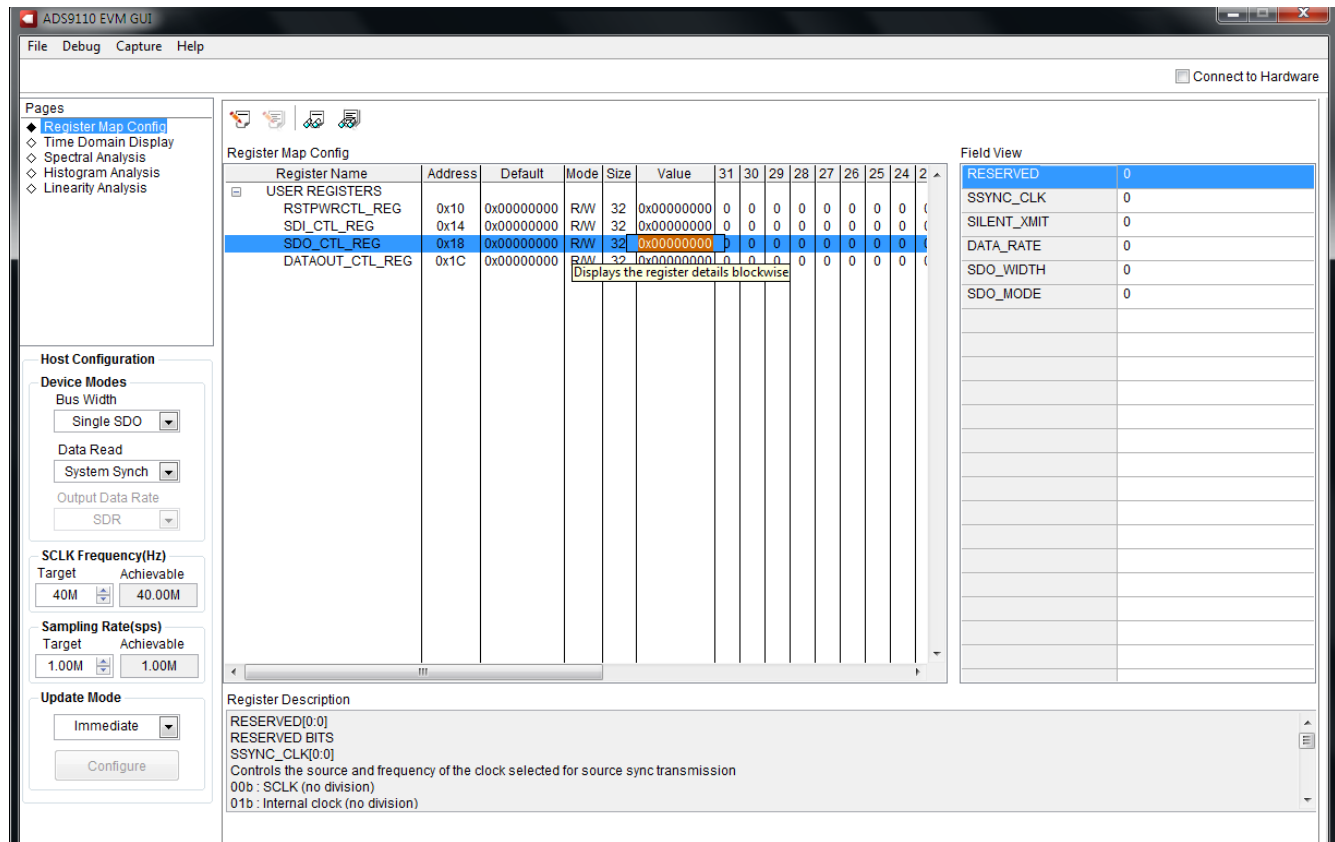 ADS9110 EVM GUI
File Debug Capture Help
Connect to Hardware
Pages
Register Map Config
Time Domain Display
Spectral Analysis
Histogram Analysis
Linearity Analysis
Host Configuration
Device Modes
Bus Width
Single SDO
Data Read
System Synch
Output Data Rate
SDR
SCLK Frequency(Hz)
Target Achievable
40M 40.00M
Sampling Rate(sps)
Target Achievable
1.00M 1.00M
Update Mode
Immediate
Configure
Register Map Config
Register Name Address Default Mode Size Value 31 30 29 28 27 26 25 24 2
USER REGISTERS
RSTPWRCTL_REG 0x10 0x00000000 R/W 32 0x00000000 0 0 0 0 0 0 0 0
SDI_CTL_REG 0x14 0x00000000 R/W 32 0x00000000 0 0 0 0 0 0 0 0
SDO_CTL_REG 0x18 0x00000000 R/W 32 0x00000000 0 0 0 0 0 0 0 0
DATAOUT_CTL_REG 0x1C 0x00000000 R/W 32 0x00000000 0 0 0 0 0 0 0 0
Displays the register details blockwise
Field View
RESERVED 0
SSYNC_CLK 0
SILENT_XMIT 0
DATA_RATE 0
SDO_WIDTH 0
SDO_MODE 0
Register Description
RESERVED[0:0]
RESERVED BITS
SSYNC_CLK[0:0]
Controls the source and frequency of the clock selected for source sync transmission
00b : SCLK (no division)
01b : Internal clock (no division)